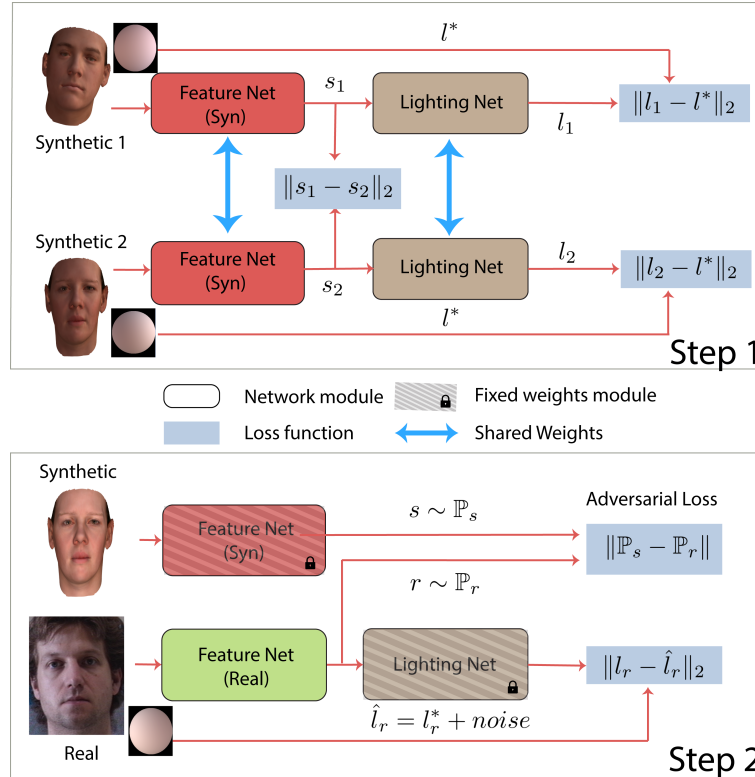 l*
Feature Net
(Syn)
s₁
Lighting Net
l₁
‖l₁ − l*‖₂
Synthetic 1
‖s₁ − s₂‖₂
Synthetic 2
Feature Net
(Syn)
s₂
Lighting Net
l₂
‖l₂ − l*‖₂
l*
Step 1
Network module
Fixed weights module
Loss function
Shared Weights
Synthetic
Feature Net
(Syn)
s ∼ ℙₛ
Adversarial Loss
‖ℙₛ − ℙᵣ‖
r ∼ ℙᵣ
Feature Net
(Real)
Lighting Net
‖lᵣ − l̂ᵣ‖₂
l̂ᵣ = lᵣ* + noise
Real
Step 2